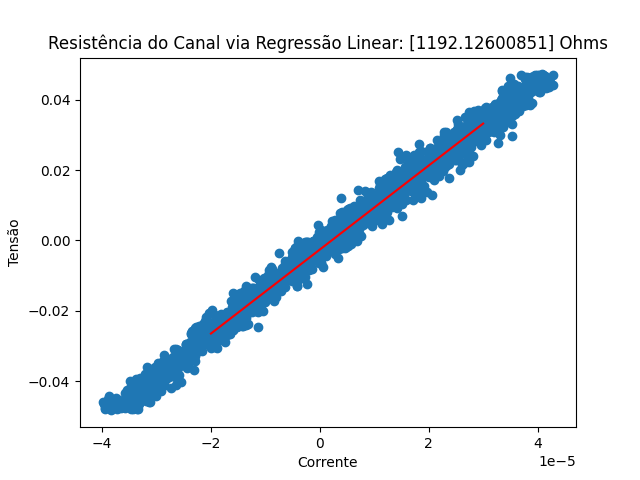 Resistência do Canal via Regressão Linear: [1192.12600851] Ohms
0.04
0.02
0.00
−0.02
−0.04
Tensão
−4
−2
0
2
4
1e−5
Corrente